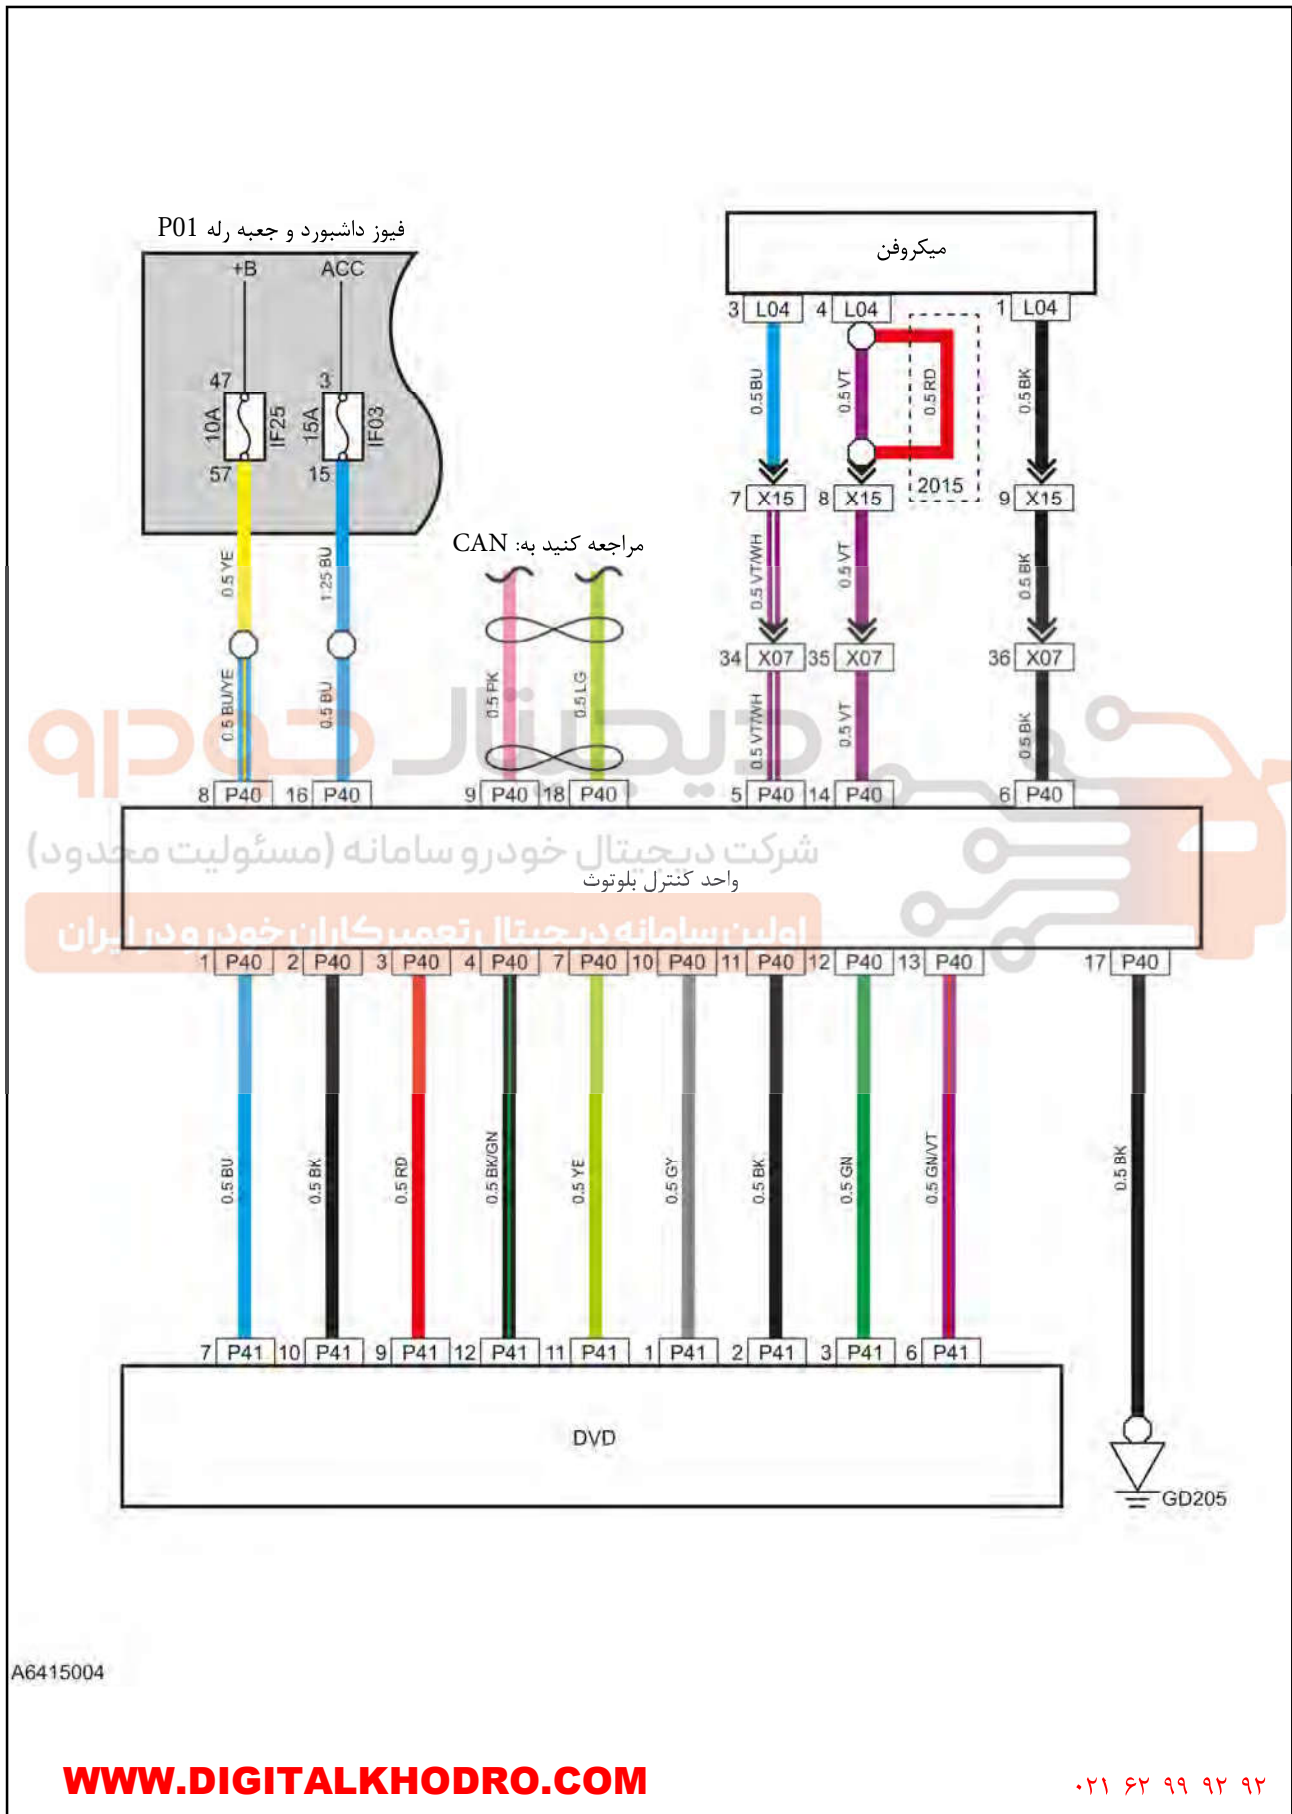 فیوز داشبورد و جعبه رله P01
+B ACC
47 3
10A IF25 15A IF03
57 15
میکروفن
3 L04 4 L04 1 L04
0.5 BU 0.5 VT 0.5 RD 0.5 BK
2015
7 X15 8 X15 9 X15
مراجعه کنید به: CAN
0.5 YE 1.25 BU 0.5 VT/WH 0.5 VT 0.5 BK
34 X07 35 X07 36 X07
0.5 BU/YE 0.5 BU 0.5 PK 0.5 LG 0.5 VT/WH 0.5 VT 0.5 BK
دیجیتال خودرو
8 P40 16 P40 9 P40 18 P40 5 P40 14 P40 6 P40
شرکت دیجیتال خودرو سامانه (مسئولیت محدود)
واحد کنترل بلوتوث
اولین سامانه دیجیتال تعمیرکاران خودرو در ایران
1 P40 2 P40 3 P40 4 P40 7 P40 10 P40 11 P40 12 P40 13 P40 17 P40
0.5 BU 0.5 BK 0.5 RD 0.5 BK/GN 0.5 YE 0.5 GY 0.5 BK 0.5 GN 0.5 GN/VT 0.5 BK
7 P41 10 P41 9 P41 12 P41 11 P41 1 P41 2 P41 3 P41 6 P41
DVD
GD205
A6415004
WWW.DIGITALKHODRO.COM
۰۲۱ ۶۲ ۹۹ ۹۲ ۹۲